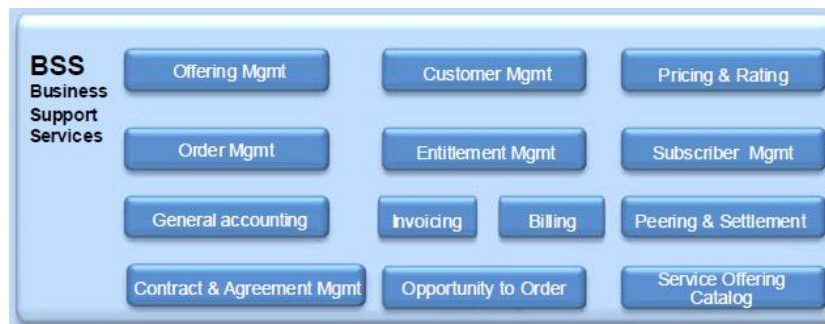 BSS
Business
Support
Services
Offering Mgmt
Customer Mgmt
Pricing & Rating
Order Mgmt
Entitlement Mgmt
Subscriber Mgmt
General accounting
Invoicing
Billing
Peering & Settlement
Contract & Agreement Mgmt
Opportunity to Order
Service Offering
Catalog